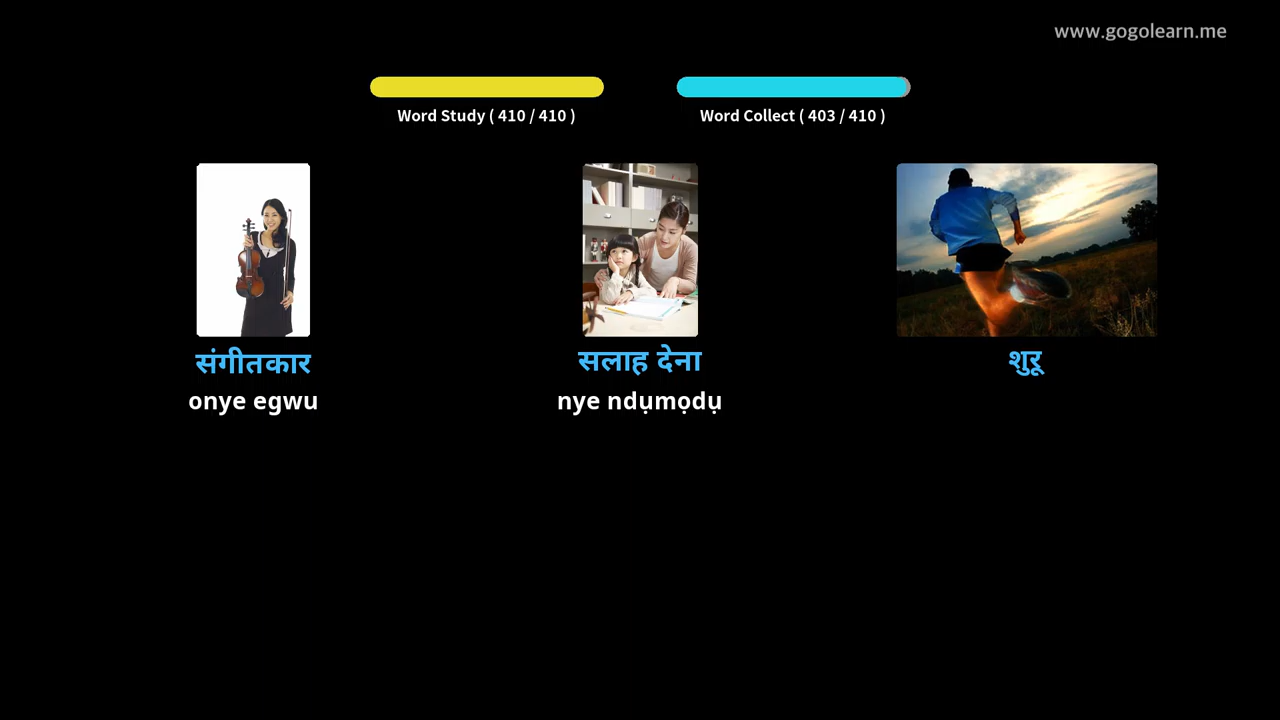 www.gogolearn.me
Word Study ( 410 / 410 )
Word Collect ( 403 / 410 )
संगीतकार
सलाह देना
शुरू
onye egwu
nye ndụmọdụ